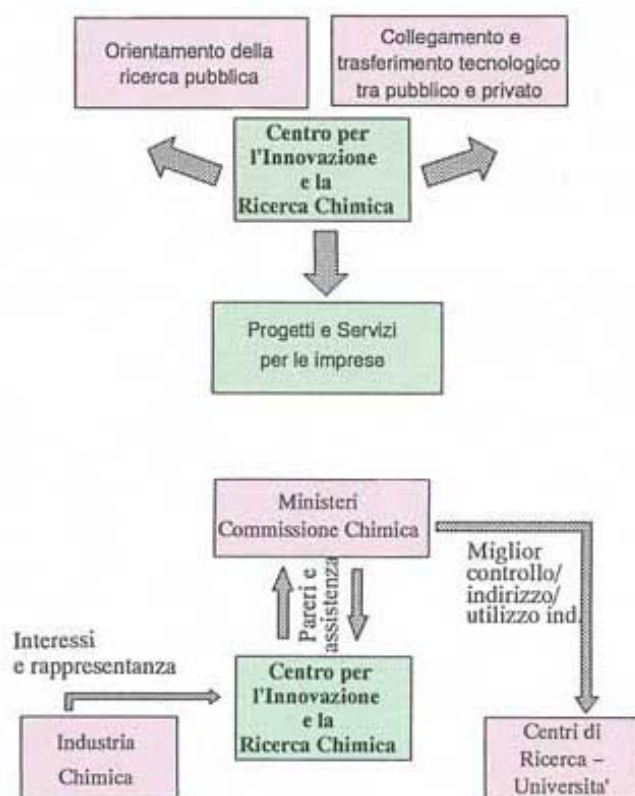 Orientamento della
ricerca pubblica
Collegamento e
trasferimento tecnologico
tra pubblico e privato
Centro per
l'Innovazione
e la
Ricerca Chimica
Progetti e Servizi
per le imprese
Ministeri
Commissione Chimica
Pareri e
assistenza
Miglior
controllo/
indirizzo/
utilizzo ind.
Interessi
e rappresentanza
Centro per
l'Innovazione
e la
Ricerca Chimica
Industria
Chimica
Centri di
Ricerca –
Universita'